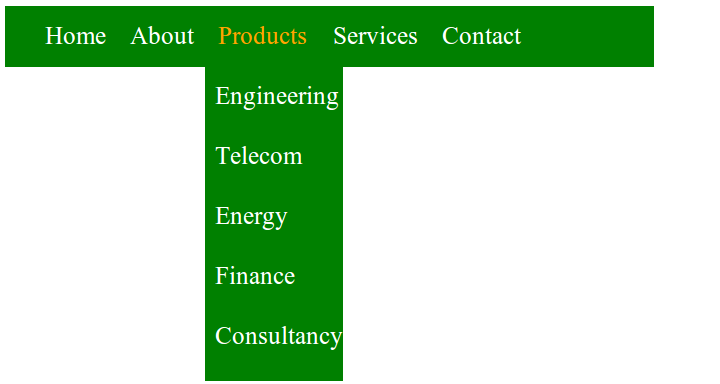 Home About Products Services Contact
Engineering
Telecom
Energy
Finance
Consultancy